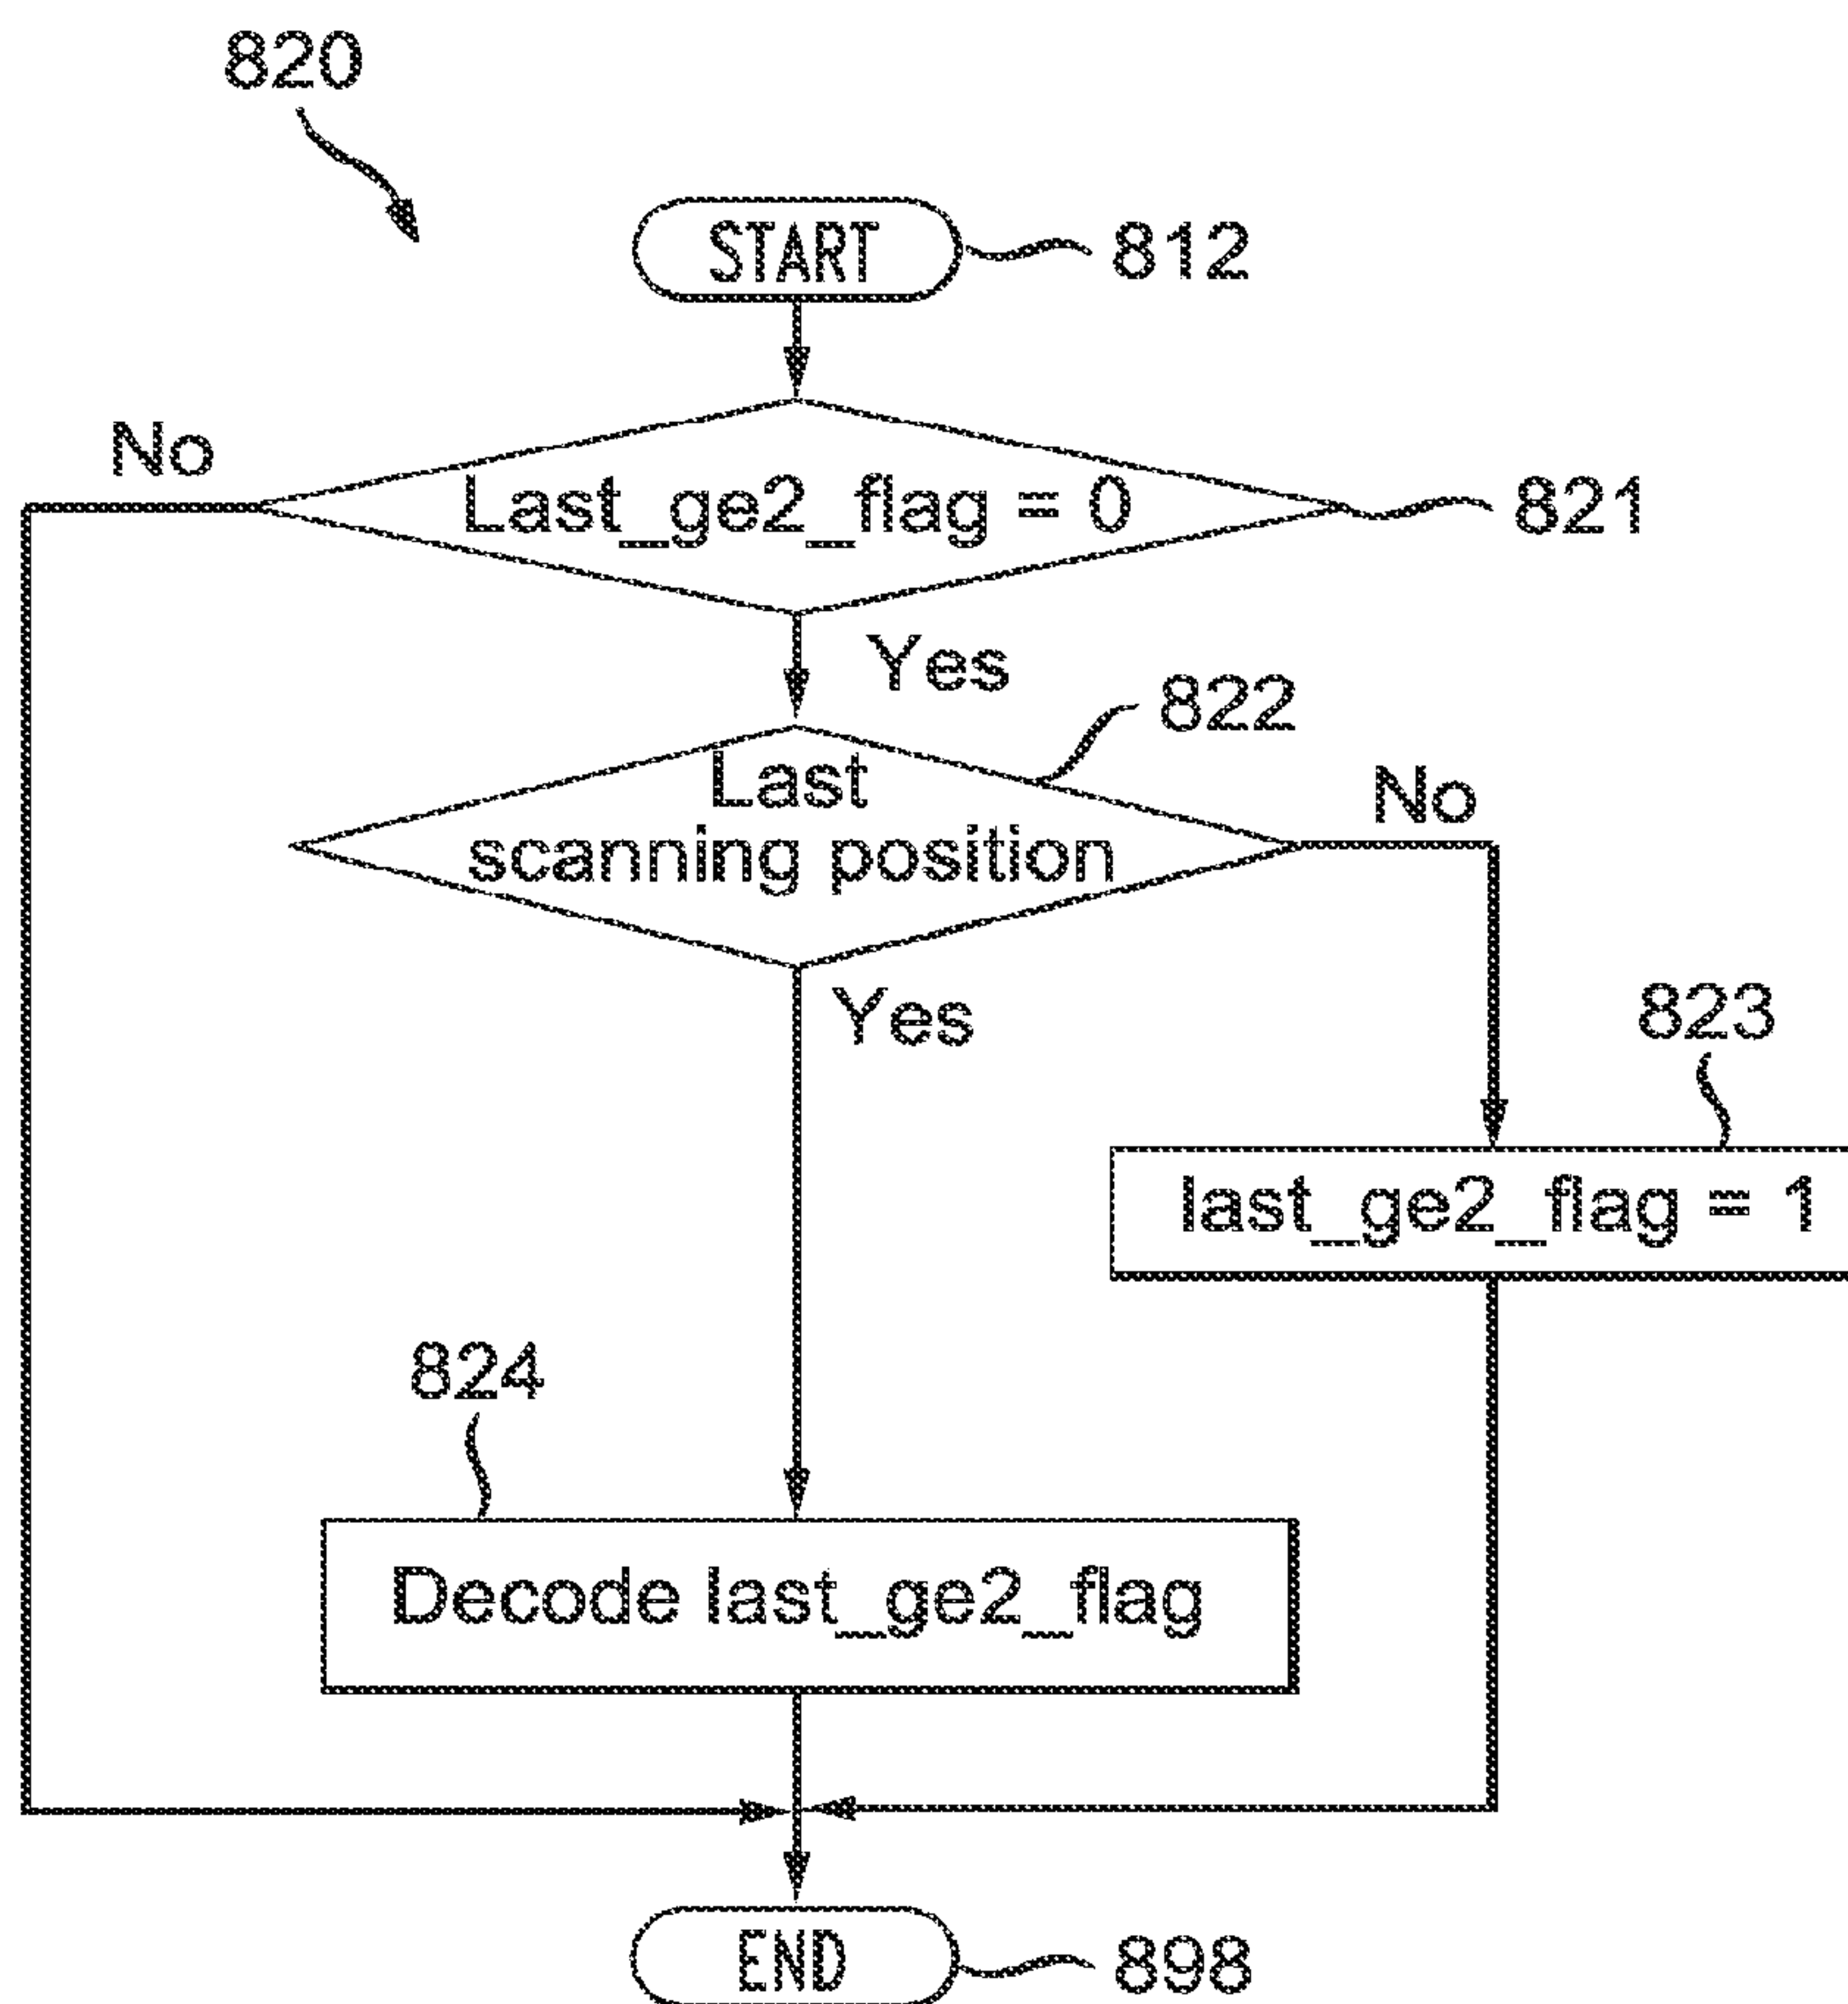 820
START
812
No
Last_ge2_flag = 0
821
Yes
822
Last
scanning position
No
Yes
823
last_ge2_flag = 1
824
Decode last_ge2_flag
END
898